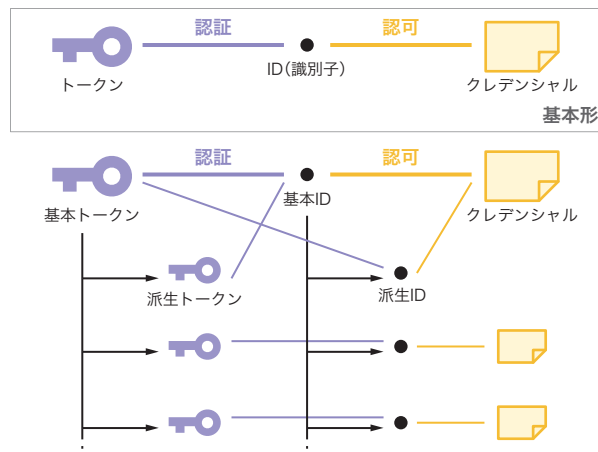 認証
認可
トークン
ID(識別子)
クレデンシャル
基本形
認証
認可
基本トークン
基本ID
クレデンシャル
派生トークン
派生ID